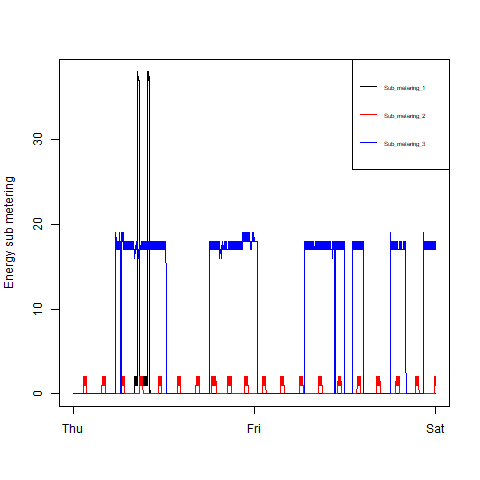 Energy sub metering
30
20
10
0
Thu
Fri
Sat
Sub_metering_1
Sub_metering_2
Sub_metering_3